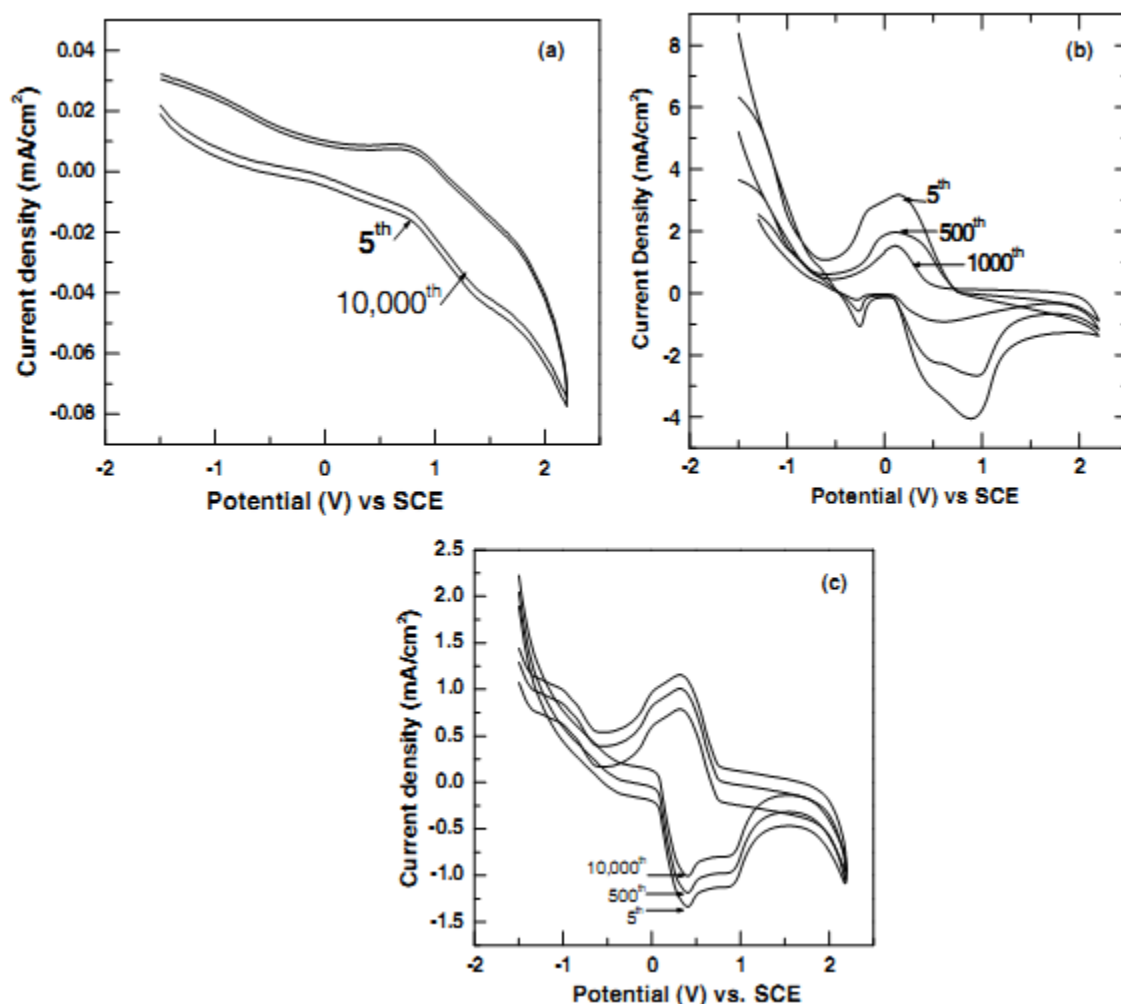 (a)
Current density (mA/cm²)
0.04
0.02
0.00
-0.02
-0.04
-0.06
-0.08
5th
10,000th
-2 -1 0 1 2
Potential (V) vs SCE
(b)
Current Density (mA/cm²)
8
6
4
2
0
-2
-4
5th
500th
1000th
-2 -1 0 1 2
Potential (V) vs SCE
(c)
Current density (mA/cm²)
2.5
2.0
1.5
1.0
0.5
0.0
-0.5
-1.0
-1.5
10,000th
500th
5th
-2 -1 0 1 2
Potential (V) vs. SCE